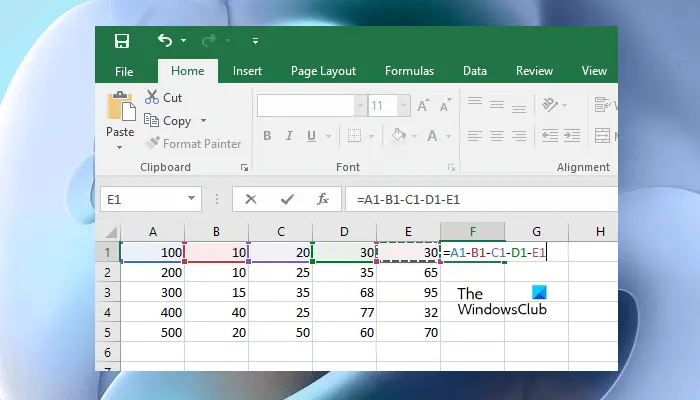 File Home Insert Page Layout Formulas Data Review View
Cut
Copy
Format Painter
Paste
11 A A
B I U A
Clipboard Font Alignment
E1 fx =A1-B1-C1-D1-E1
A B C D E F G H
1 100 10 20 30 30 =A1-B1-C1-D1-E1
2 200 10 25 35 65
3 300 15 35 68 95
4 400 40 25 77 32
5 500 20 50 60 70
6
The
WindowsClub